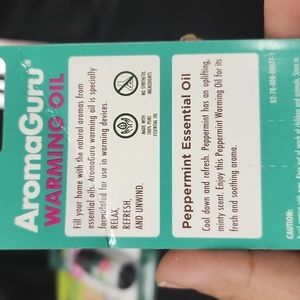 AromaGuru™
WARMING OIL
Fill your home with the natural aromas from
essential oils. AromaGuru warming oil is specially
formulated for use in warming devices.
RELAX,
REFRESH,
AND UNWIND.
NO SYNTHETIC
INGREDIENTS
MADE WITH
100% PURE
ESSENTIAL OIL
Peppermint Essential Oil
Cool down and refresh. Peppermint has an uplifting,
minty scent. Enjoy this Peppermint Warming Oil for its
fresh and soothing aroma.
CAUTION: